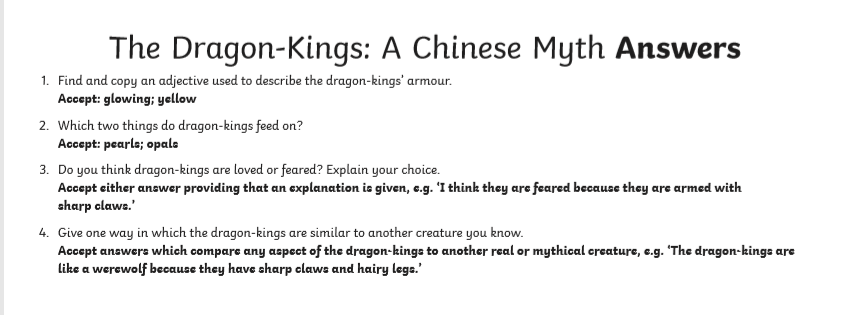 The Dragon-Kings: A Chinese Myth Answers
1. Find and copy an adjective used to describe the dragon-kings' armour.
Accept: glowing; yellow
2. Which two things do dragon-kings feed on?
Accept: pearls; opals
3. Do you think dragon-kings are loved or feared? Explain your choice.
Accept either answer providing that an explanation is given, e.g. 'I think they are feared because they are armed with
sharp claws.'
4. Give one way in which the dragon-kings are similar to another creature you know.
Accept answers which compare any aspect of the dragon-kings to another real or mythical creature, e.g. 'The dragon-kings are
like a werewolf because they have sharp claws and hairy legs.'